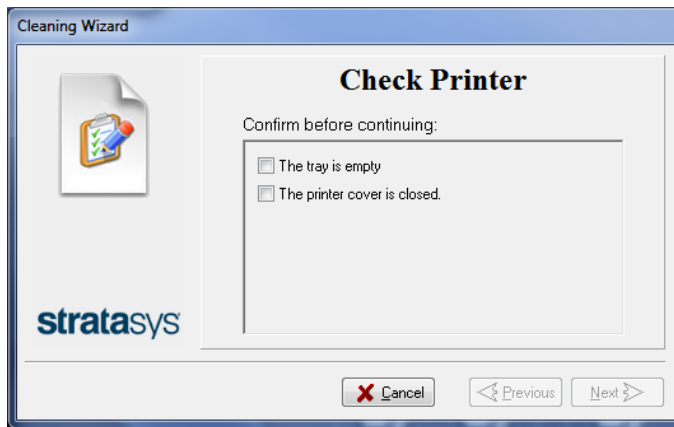 Cleaning Wizard
Check Printer
Confirm before continuing:
The tray is empty
The printer cover is closed.
stratasys
Cancel
Previous
Next